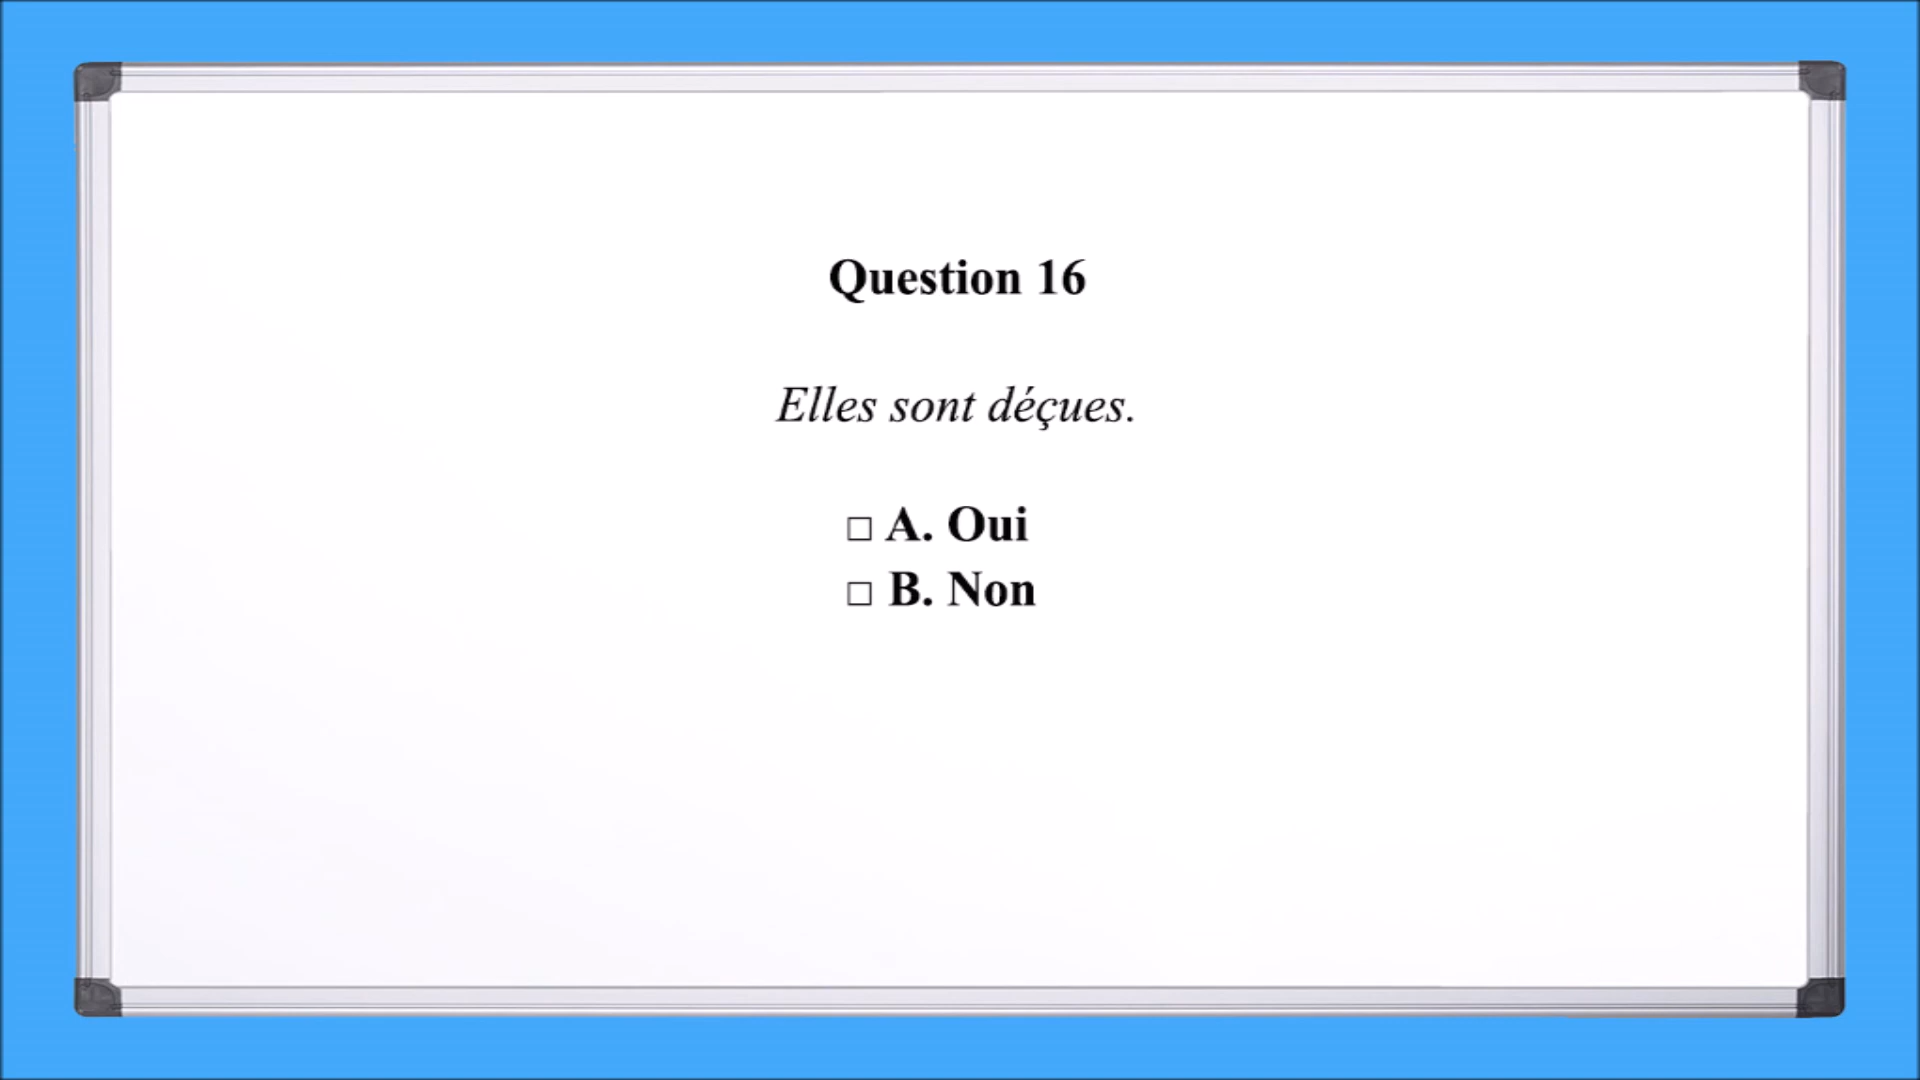 Question 16
Elles sont déçues.
□ A. Oui
□ B. Non